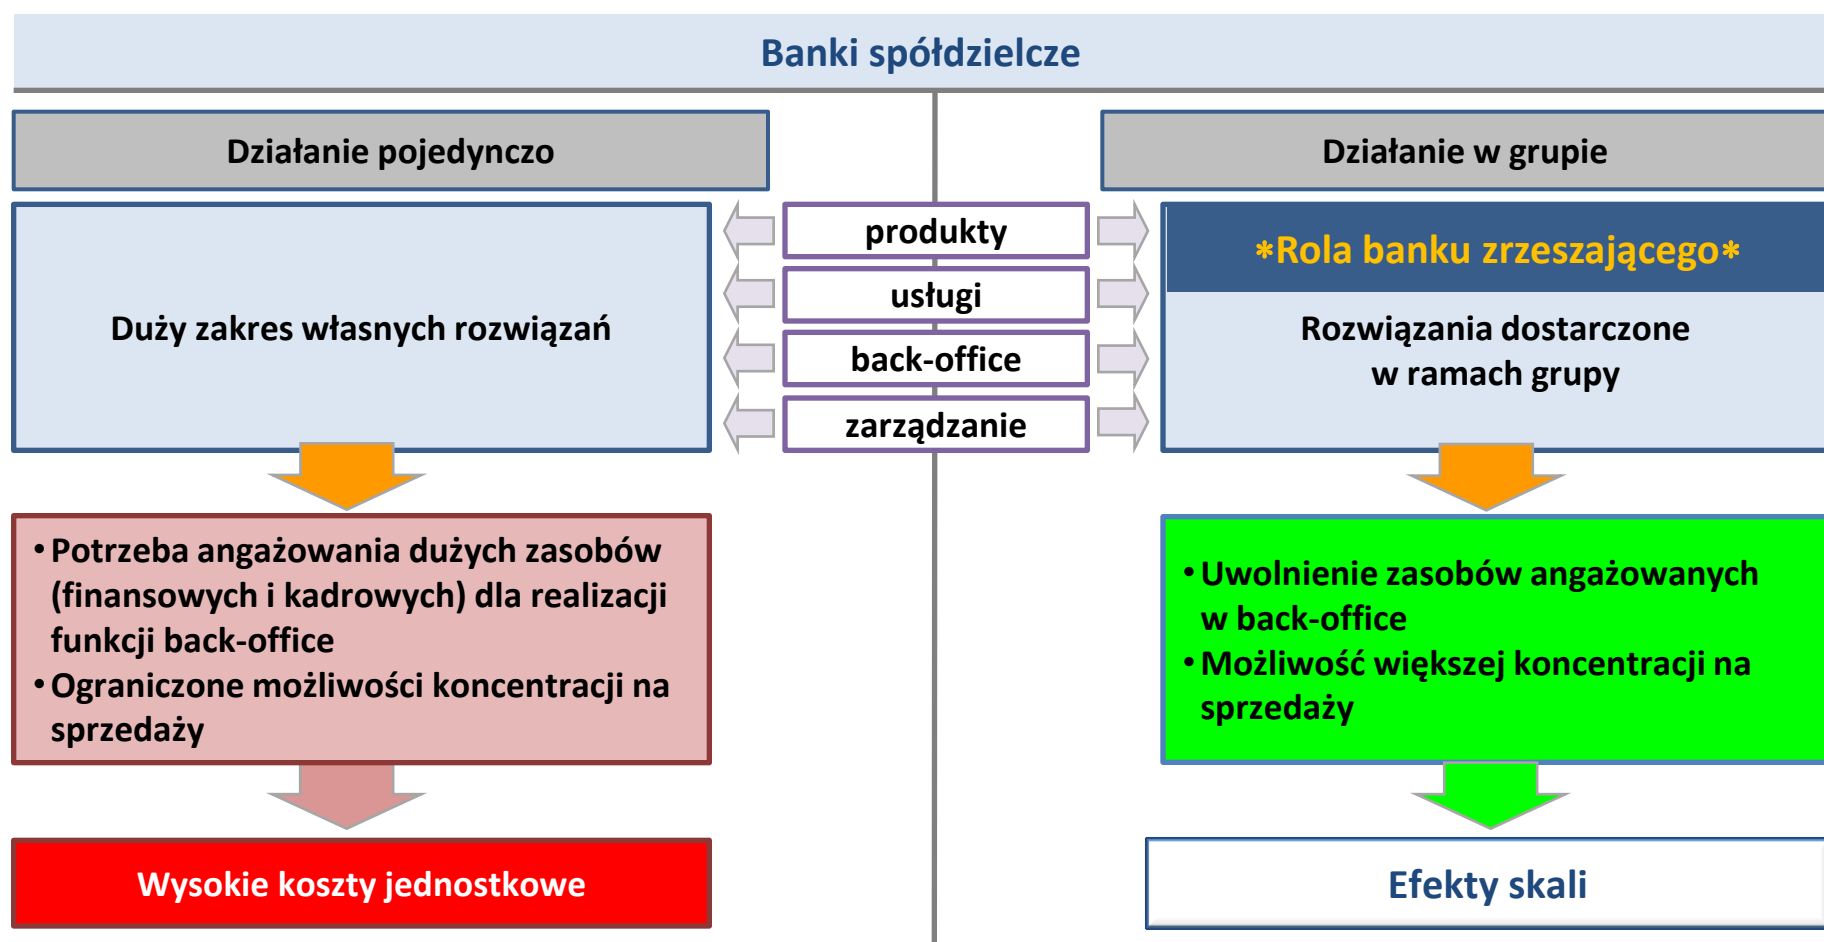 Banki spółdzielcze
Działanie pojedynczo
Działanie w grupie
Duży zakres własnych rozwiązań
produkty
usługi
back-office
zarządzanie
*Rola banku zrzeszającego*
Rozwiązania dostarczone
w ramach grupy
• Potrzeba angażowania dużych zasobów
(finansowych i kadrowych) dla realizacji
funkcji back-office
• Ograniczone możliwości koncentracji na
sprzedaży
• Uwolnienie zasobów angażowanych
w back-office
• Możliwość większej koncentracji na
sprzedaży
Wysokie koszty jednostkowe
Efekty skali